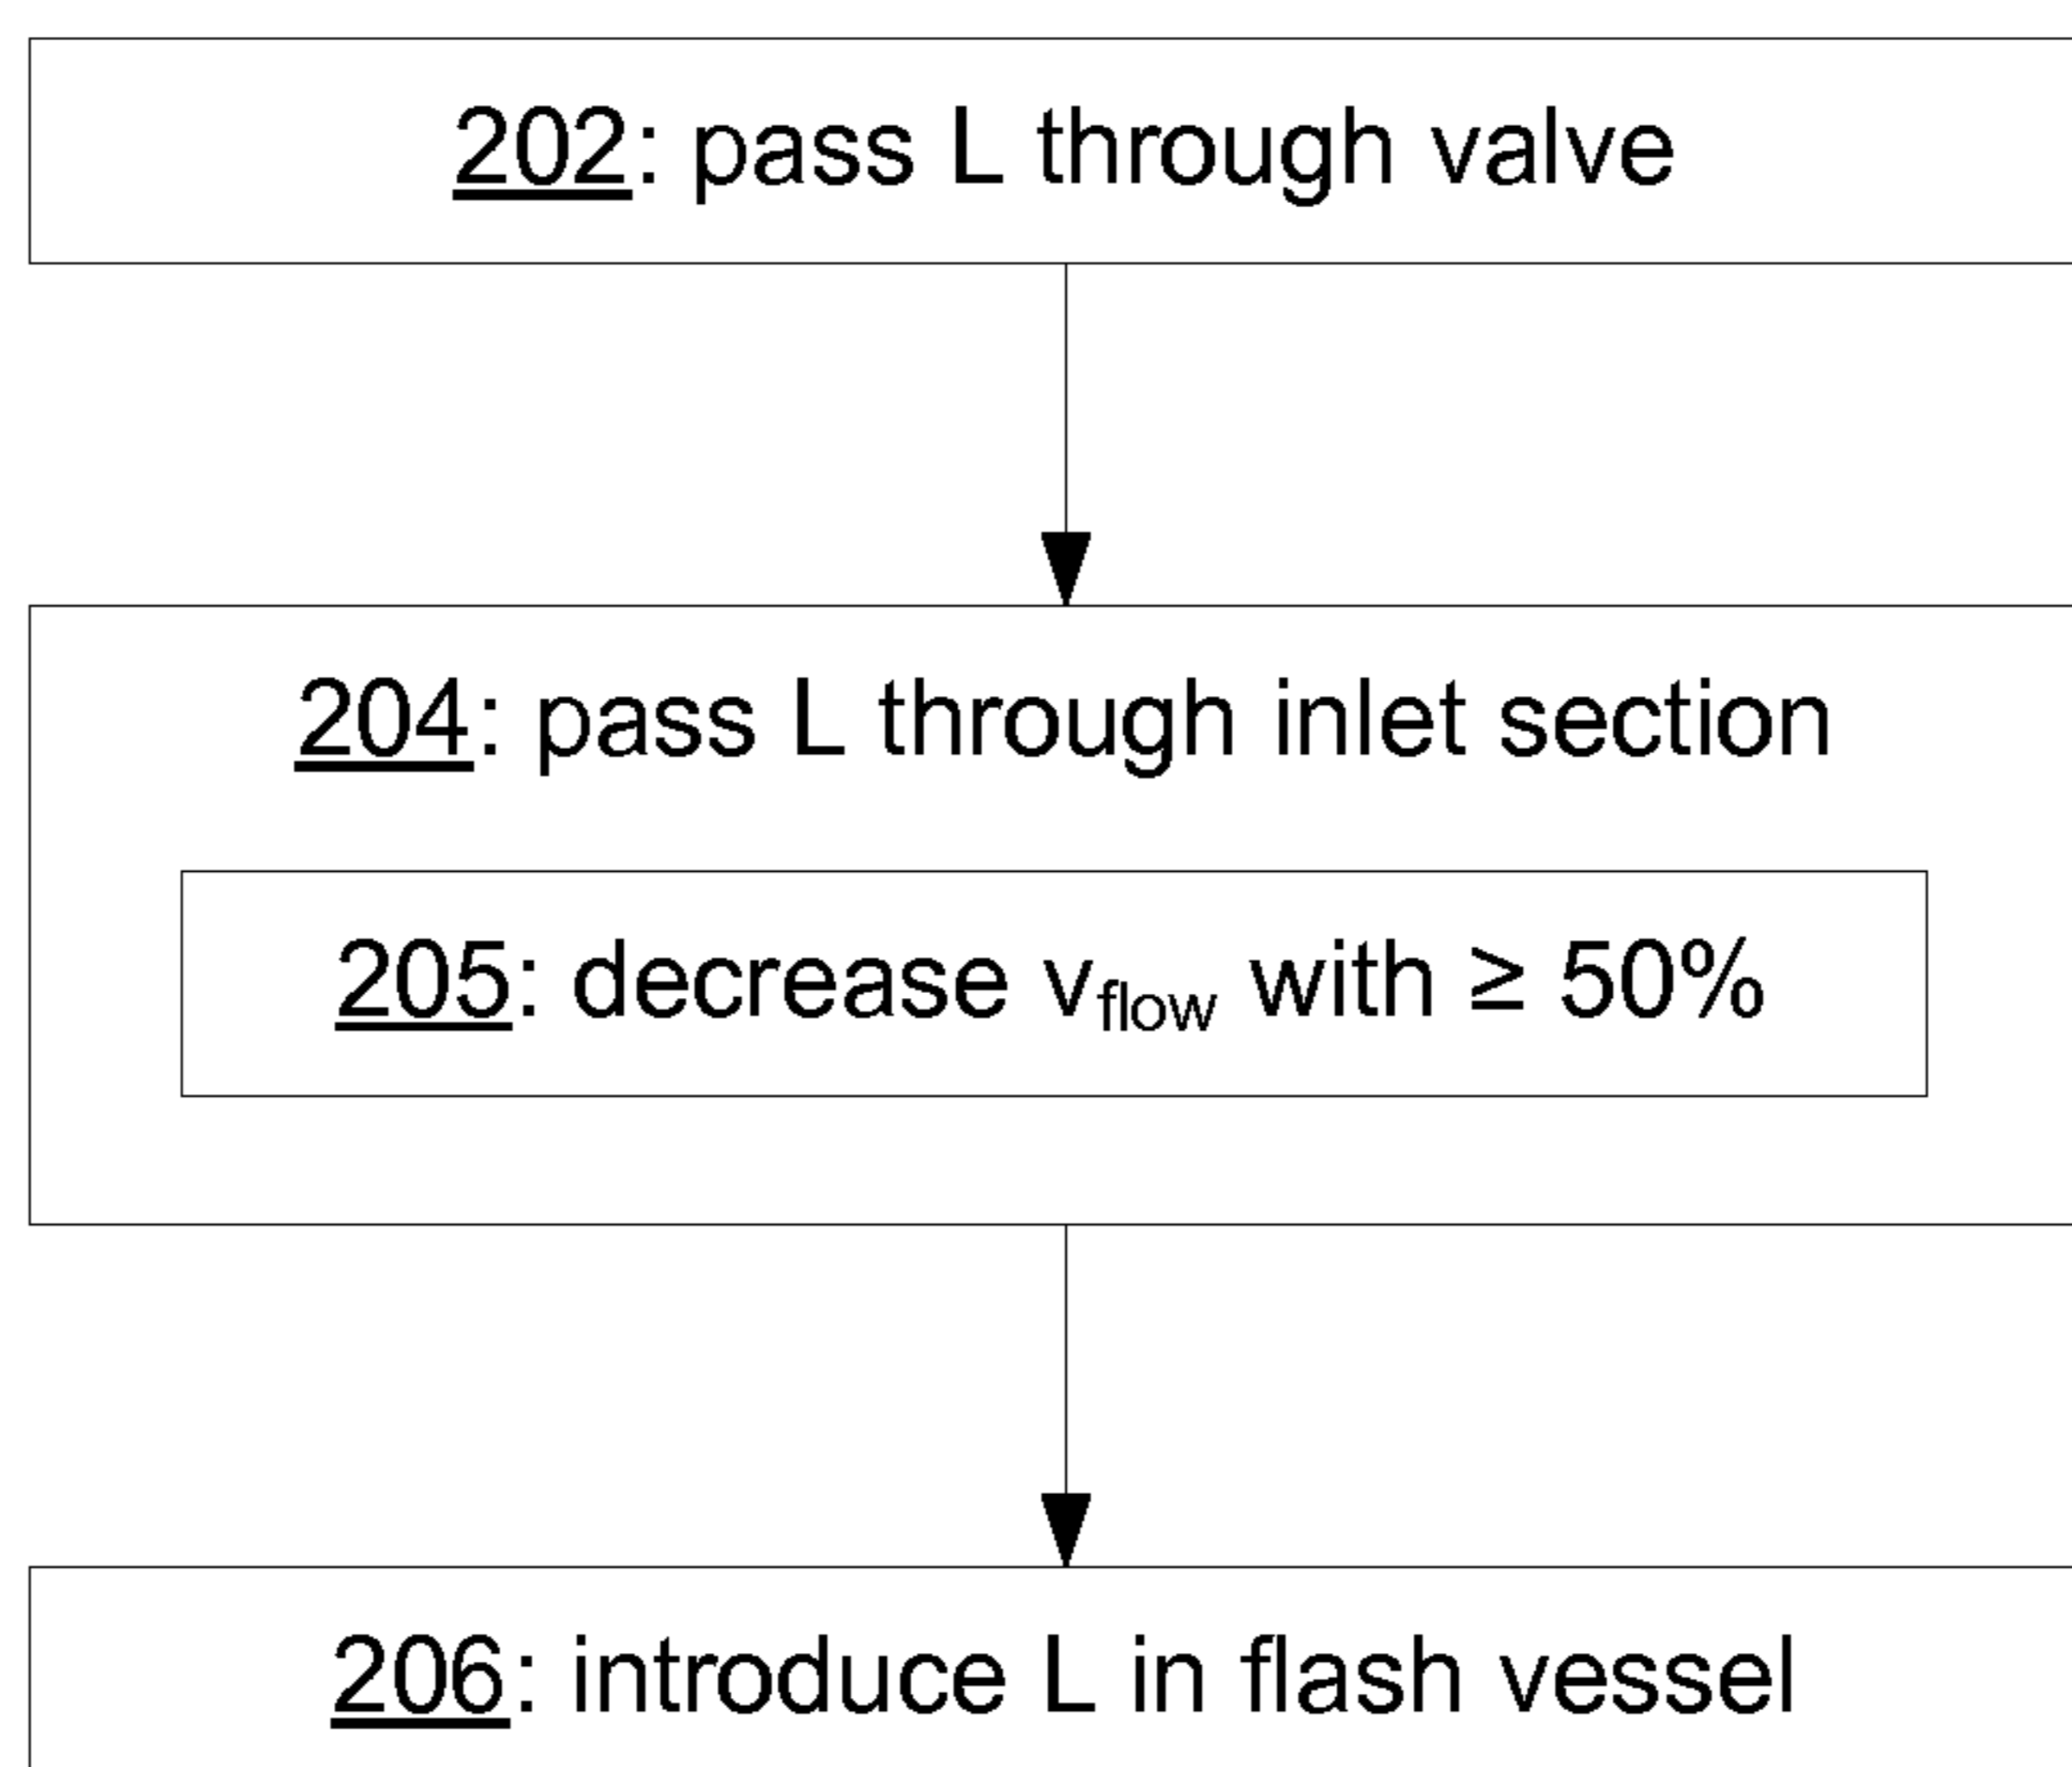 202: pass L through valve
204: pass L through inlet section
205: decrease vflow with ≥ 50%
206: introduce L in flash vessel